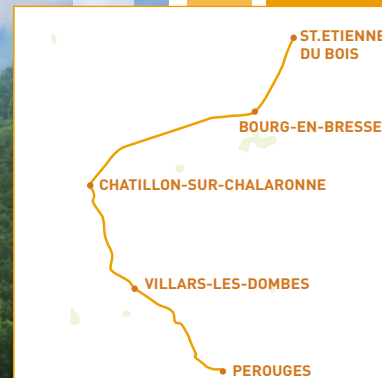 ST.ETIENNE
DU BOIS
BOURG-EN-BRESSE
CHATILLON-SUR-CHALARONNE
VILLARS-LES-DOMBES
PEROUGES